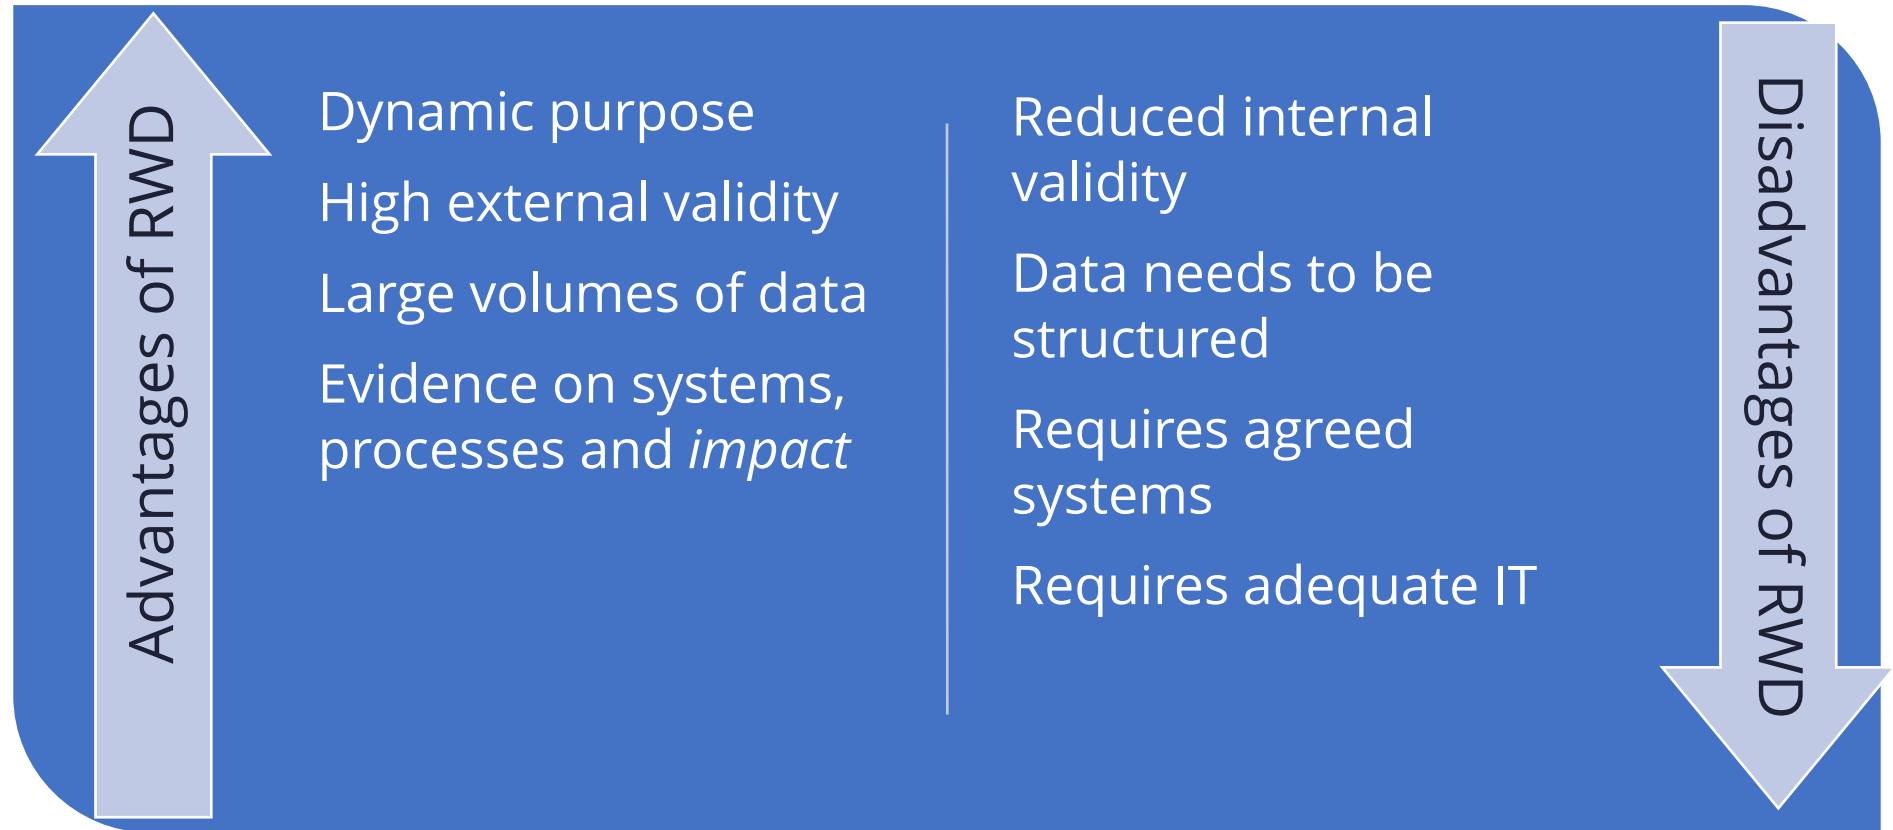 Advantages of RWD
Dynamic purpose
High external validity
Large volumes of data
Evidence on systems,
processes and impact
Reduced internal
validity
Data needs to be
structured
Requires agreed
systems
Requires adequate IT
Disadvantages of RWD